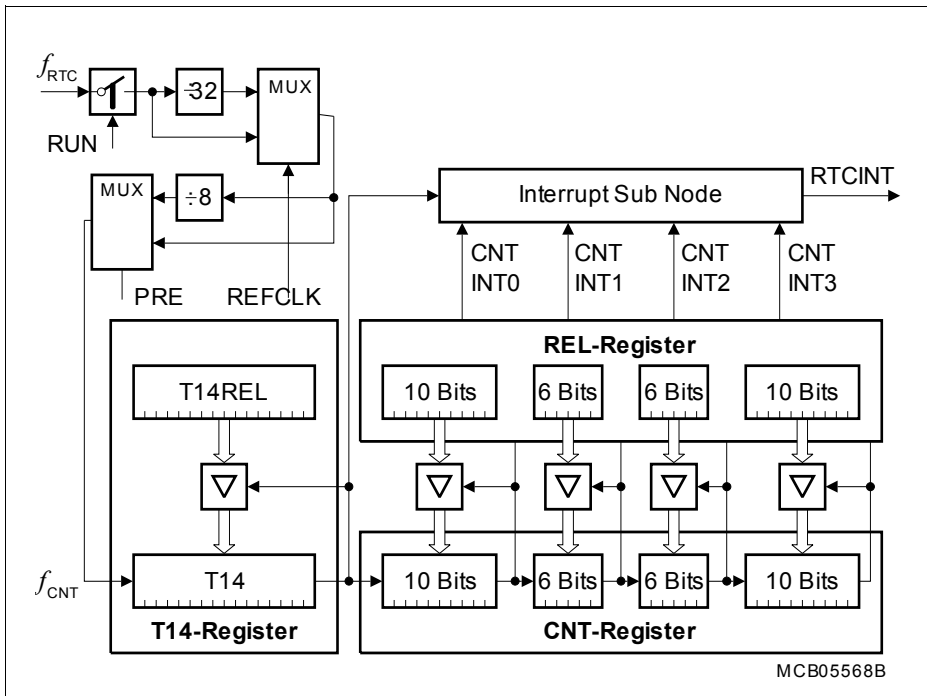 fRTC
÷32
MUX
RUN
MUX
÷8
Interrupt Sub Node
RTCINT
CNT
INT0
CNT
INT1
CNT
INT2
CNT
INT3
PRE
REFCLK
REL-Register
T14REL
10 Bits
6 Bits
6 Bits
10 Bits
fCNT
T14
10 Bits
6 Bits
6 Bits
10 Bits
T14-Register
CNT-Register
MCB05568B